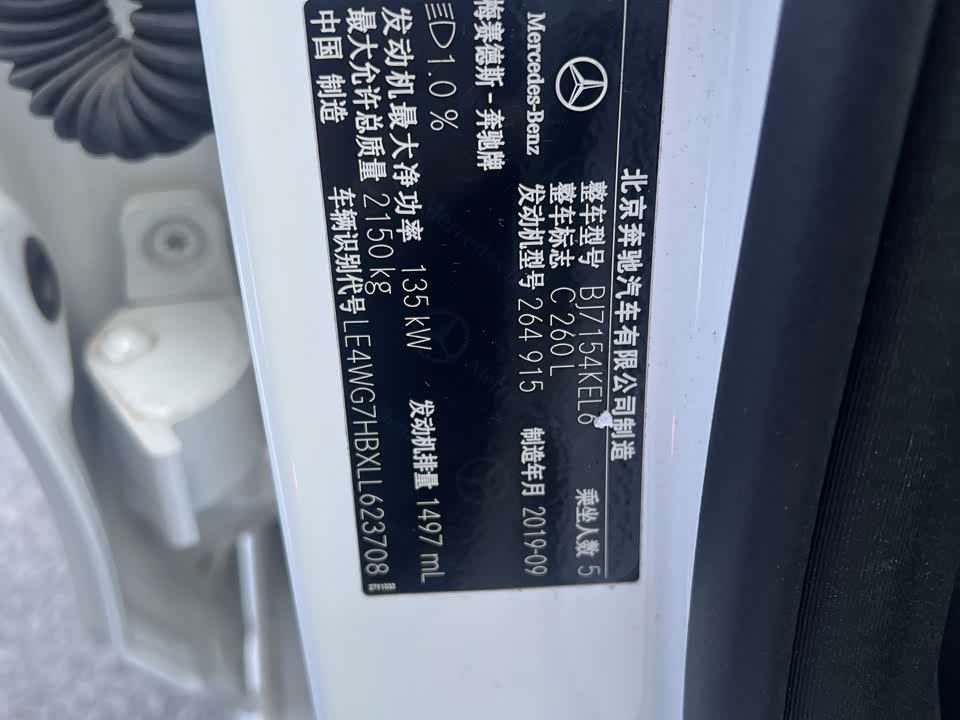 北京奔驰汽车有限公司制造
整车型号 BJ7154KEL6 乘坐人数 5
整车标志 C 260 L
发动机型号 264 915 制造年月 2019-09
Mercedes-Benz
梅赛德斯-奔驰牌
1.0 %
发动机最大净功率 135 kW 发动机排量 1497 mL
最大允许总质量 2150 kg
中国 制造 车辆识别代号 LE4WG7HBXLL623708